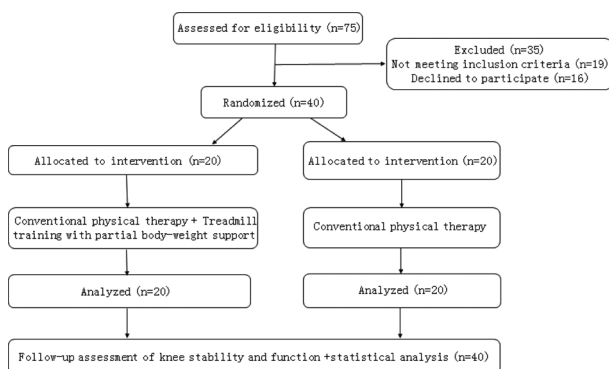 Assessed for eligibility (n=75)
Excluded (n=35)
Not meeting inclusion criteria (n=19)
Declined to participate (n=16)
Randomized (n=40)
Allocated to intervention (n=20)
Allocated to intervention (n=20)
Conventional physical therapy + Treadmill
training with partial body-weight support
Conventional physical therapy
Analyzed (n=20)
Analyzed (n=20)
Follow-up assessment of knee stability and function +statistical analysis (n=40)